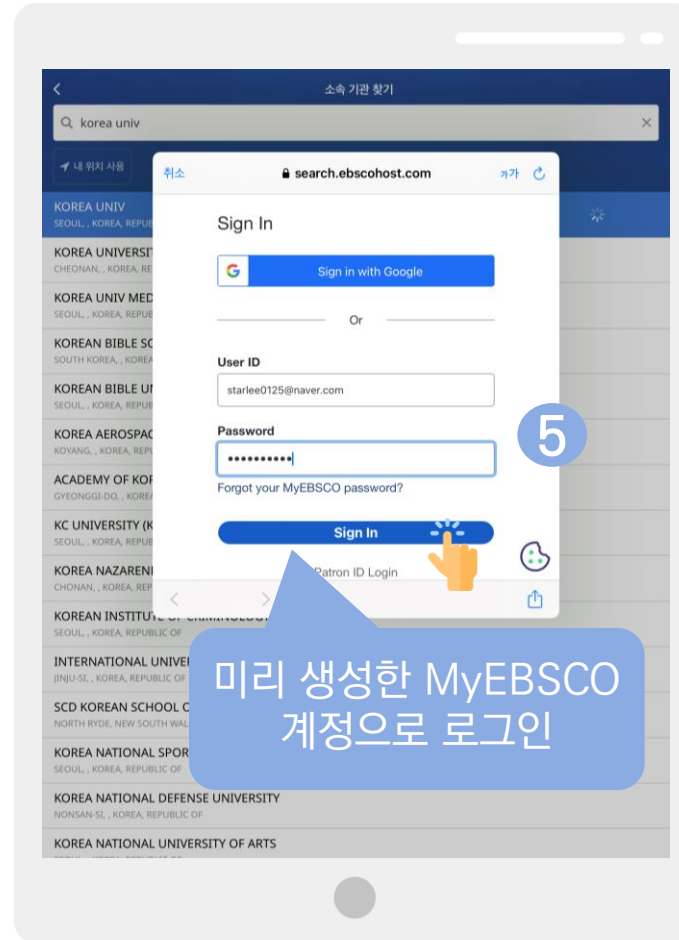 소속 기관 찾기
korea univ
내 위치 사용
취소
search.ebscohost.com
가가
KOREA UNIV
SEOUL, , KOREA, REPUB
Sign In
KOREA UNIVERSIT
CHEONAN, , KOREA, RE
G Sign in with Google
KOREA UNIV MED
SEOUL, , KOREA, REPUB
Or
KOREAN BIBLE SC
SOUTH KOREA, , KOREA
User ID
KOREAN BIBLE UN
SEOUL, , KOREA, REPUB
starlee0125@naver.com
KOREA AEROSPAC
KOYANG, , KOREA, REPU
Password
5
ACADEMY OF KOR
GYEONGGI-DO, , KOREA
Forgot your MyEBSCO password?
KC UNIVERSITY (K
SEOUL, , KOREA, REPUB
Sign In
KOREA NAZARENE
CHONAN, , KOREA, REP
Patron ID Login
KOREAN INSTITUTE OF CRIMINOLOGY
SEOUL, , KOREA, REPUBLIC OF
INTERNATIONAL UNIVE
JINJU-SI, , KOREA, REPUBLIC OF
미리 생성한 MyEBSCO
계정으로 로그인
SCD KOREAN SCHOOL O
NORTH RYDE, NEW SOUTH WAL
KOREA NATIONAL SPOR
SEOUL, , KOREA, REPUBLIC OF
KOREA NATIONAL DEFENSE UNIVERSITY
NONSAN-SI, , KOREA, REPUBLIC OF
KOREA NATIONAL UNIVERSITY OF ARTS